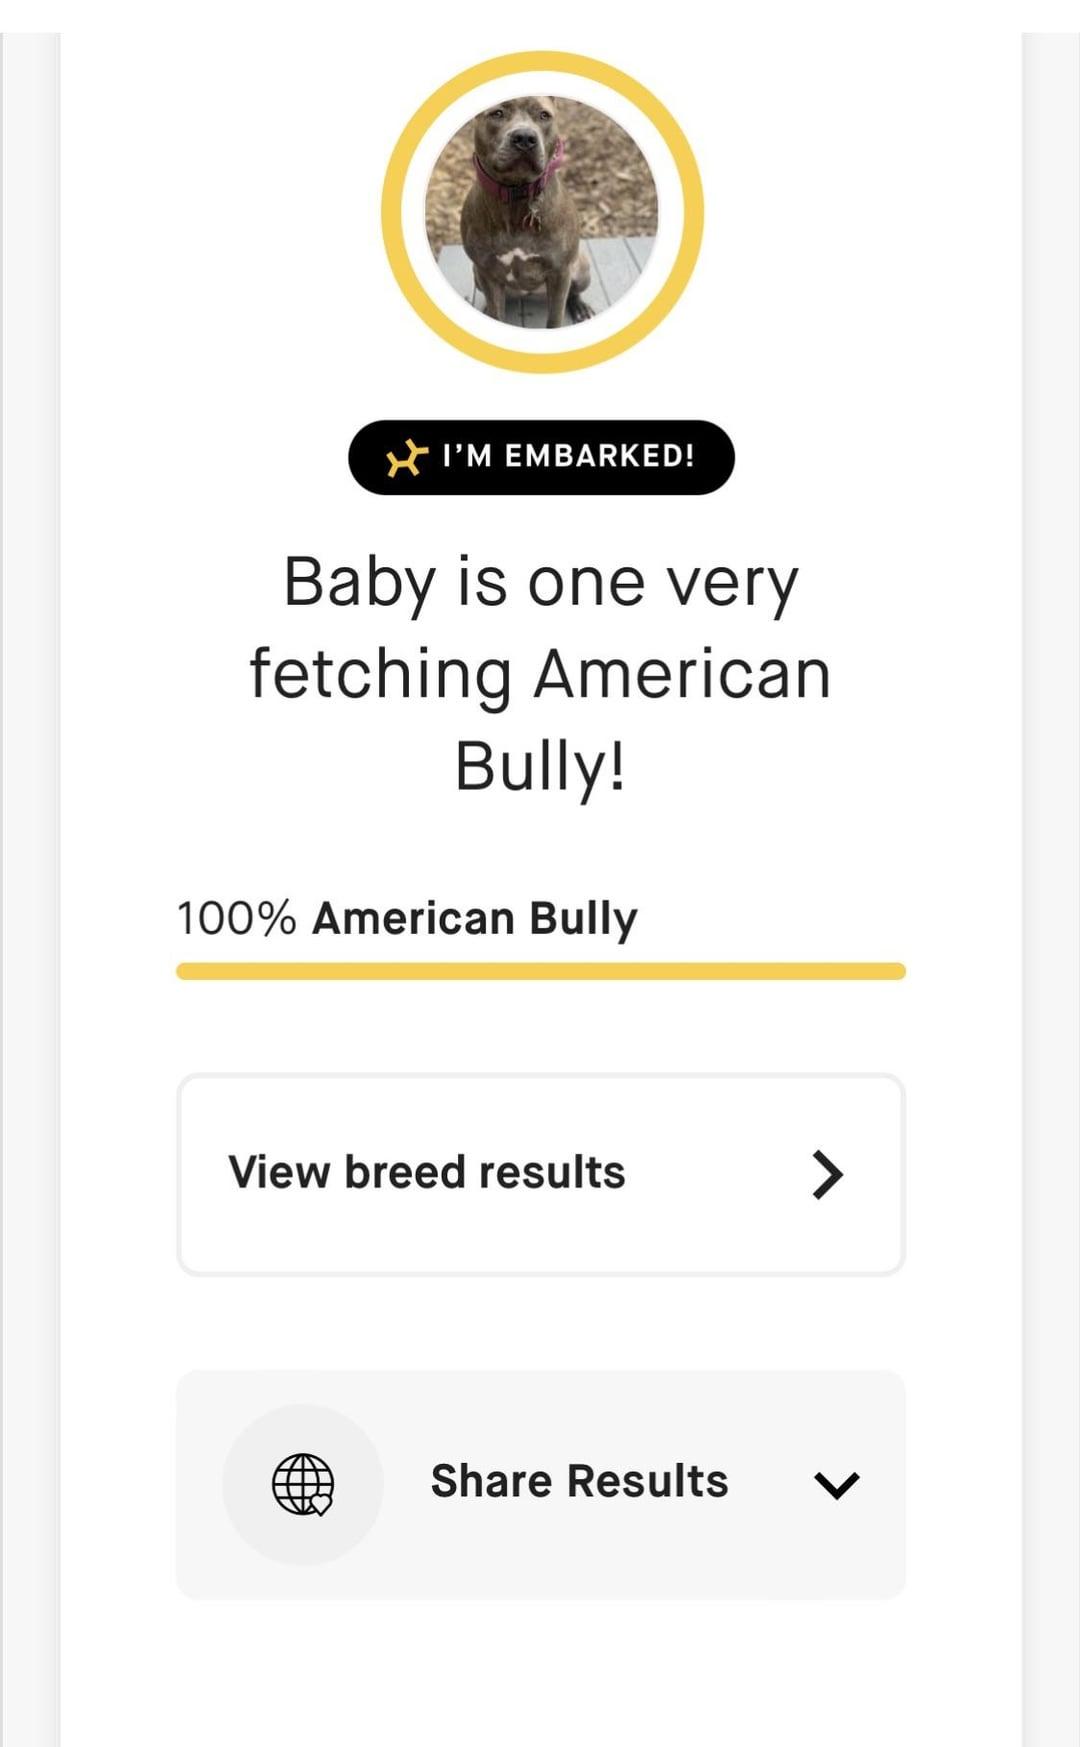 I'M EMBARKED!
Baby is one very
fetching American
Bully!
100% American Bully
View breed results
Share Results